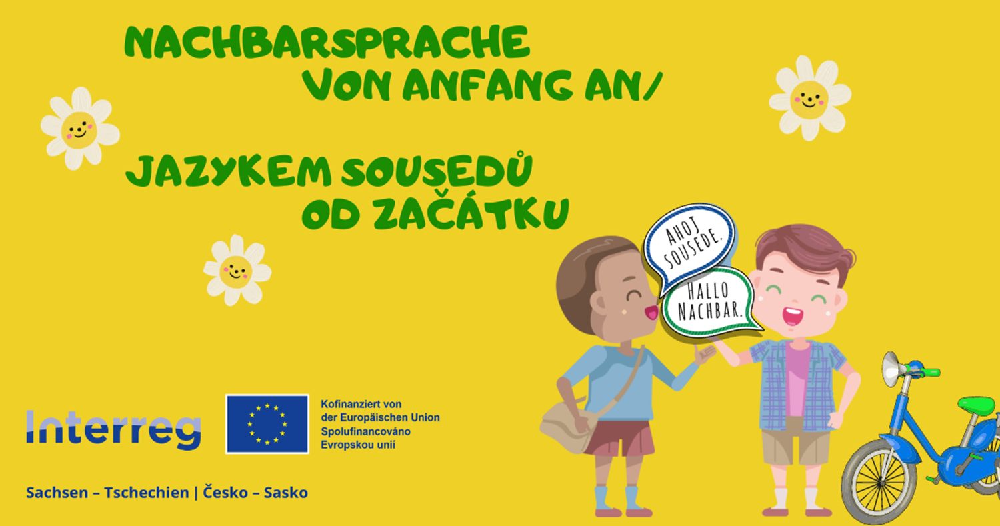 NACHBARSPRACHE
VON ANFANG AN/
JAZYKEM SOUSEDŮ
OD ZAČÁTKU
AHOJ
SOUSEDE.
HALLO
NACHBAR.
Interreg
Kofinanziert von
der Europäischen Union
Spolufinancováno
Evropskou unií
Sachsen – Tschechien | Česko – Sasko